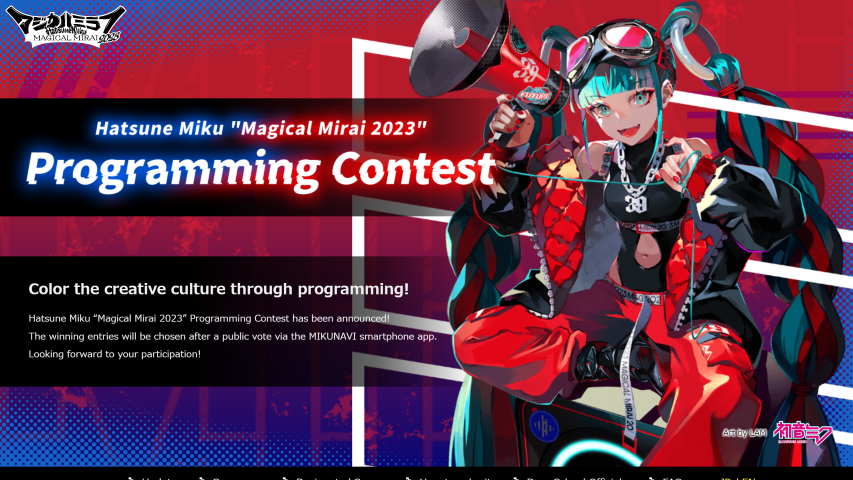 マジカルミライ
Hatsune Miku
MAGICAL MIRAI 2023
Hatsune Miku "Magical Mirai 2023"
Programming Contest
Color the creative culture through programming!
Hatsune Miku “Magical Mirai 2023” Programming Contest has been announced!
The winning entries will be chosen after a public vote via the MIKUNAVI smartphone app.
Looking forward to your participation!
39
FUTURE
39
MAGICAL MIRAI
Art by LAM
初音ミク